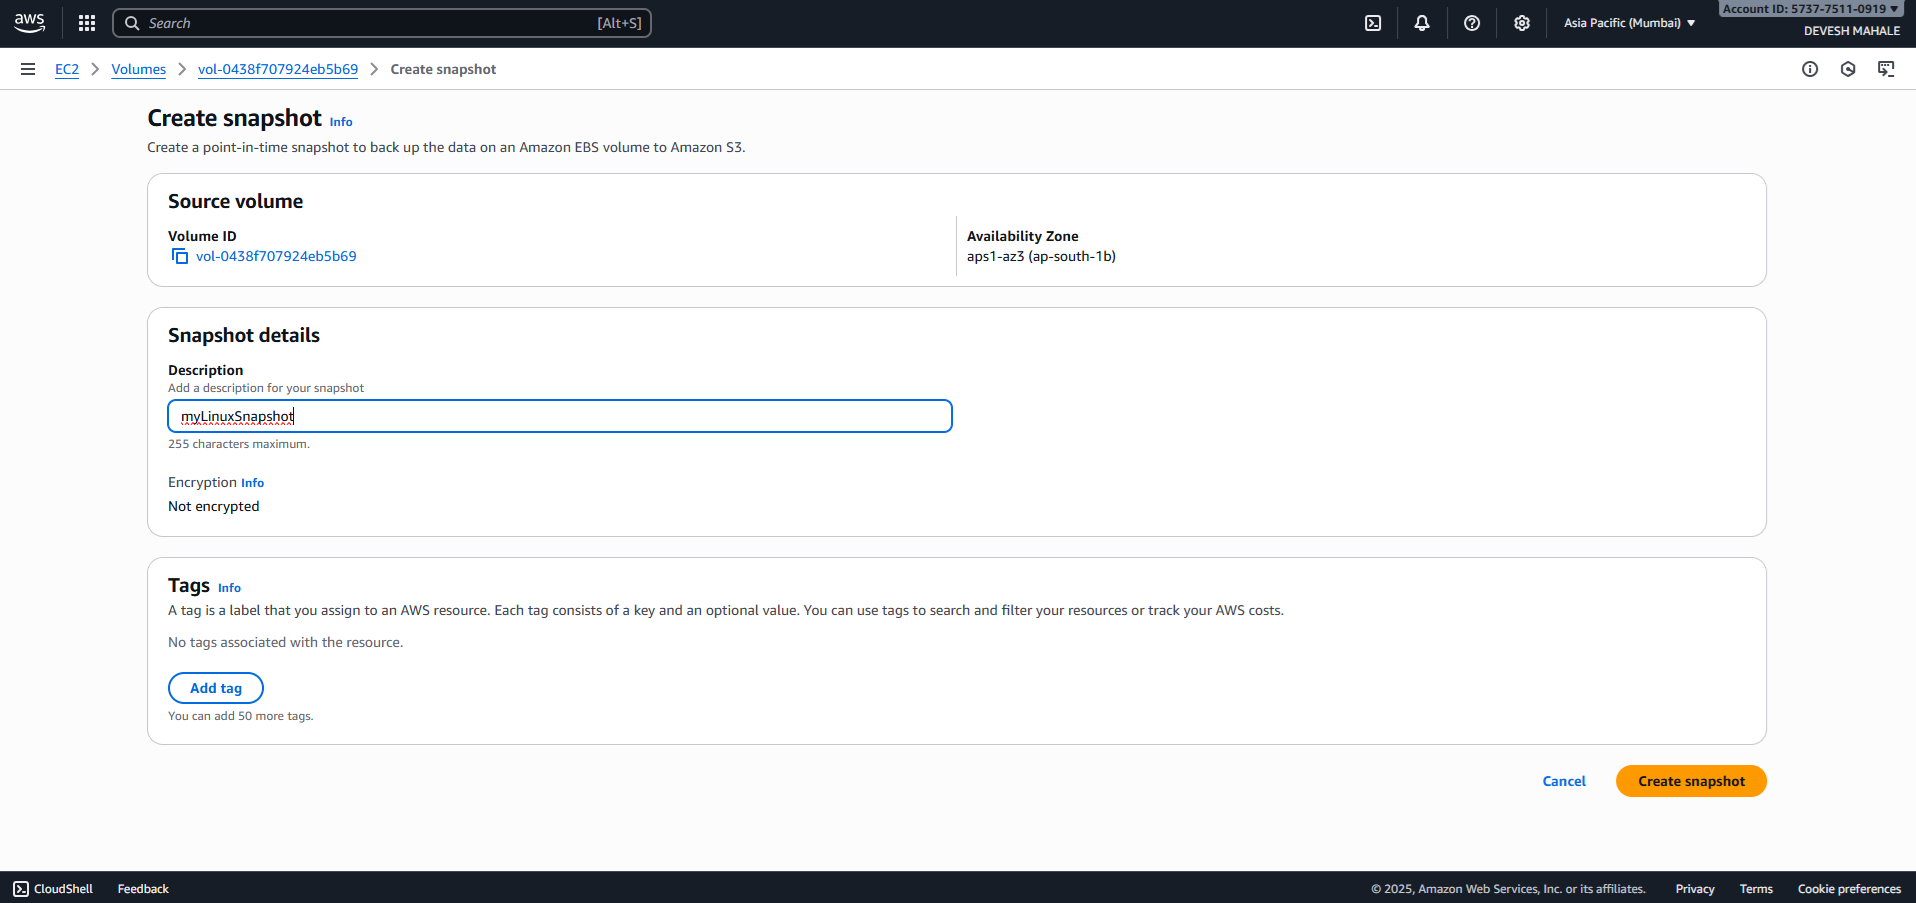 aws
Search [Alt+S]
Asia Pacific (Mumbai)
Account ID: 5737-7511-0919
DEVESH MAHALE
EC2 Volumes vol-0438f707924eb5b69 Create snapshot
Create snapshot Info
Create a point-in-time snapshot to back up the data on an Amazon EBS volume to Amazon S3.
Source volume
Volume ID
vol-0438f707924eb5b69
Availability Zone
aps1-az3 (ap-south-1b)
Snapshot details
Description
Add a description for your snapshot
myLinuxSnapshot
255 characters maximum.
Encryption Info
Not encrypted
Tags Info
A tag is a label that you assign to an AWS resource. Each tag consists of a key and an optional value. You can use tags to search and filter your resources or track your AWS costs.
No tags associated with the resource.
Add tag
You can add 50 more tags.
Cancel Create snapshot
CloudShell Feedback © 2025, Amazon Web Services, Inc. or its affiliates. Privacy Terms Cookie preferences